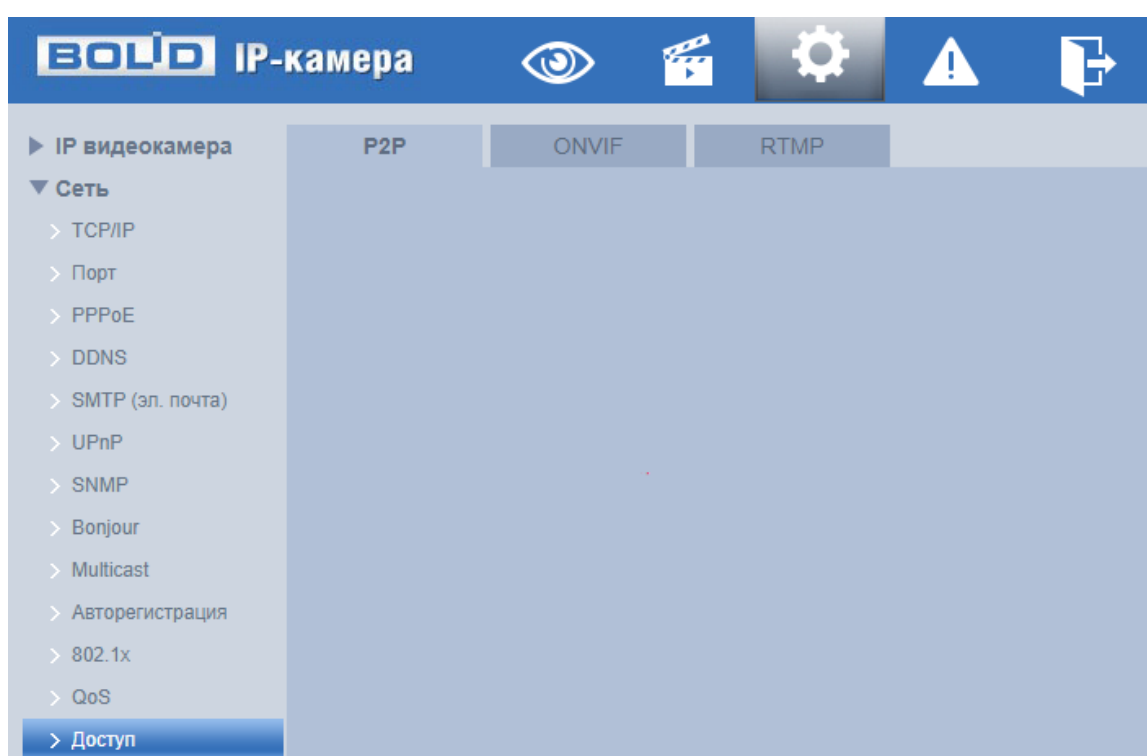 BOLID IP-камера
IP видеокамера
P2P
ONVIF
RTMP
Сеть
TCP/IP
Порт
PPPoE
DDNS
SMTP (эл. почта)
UPnP
SNMP
Bonjour
Multicast
Авторегистрация
802.1x
QoS
Доступ